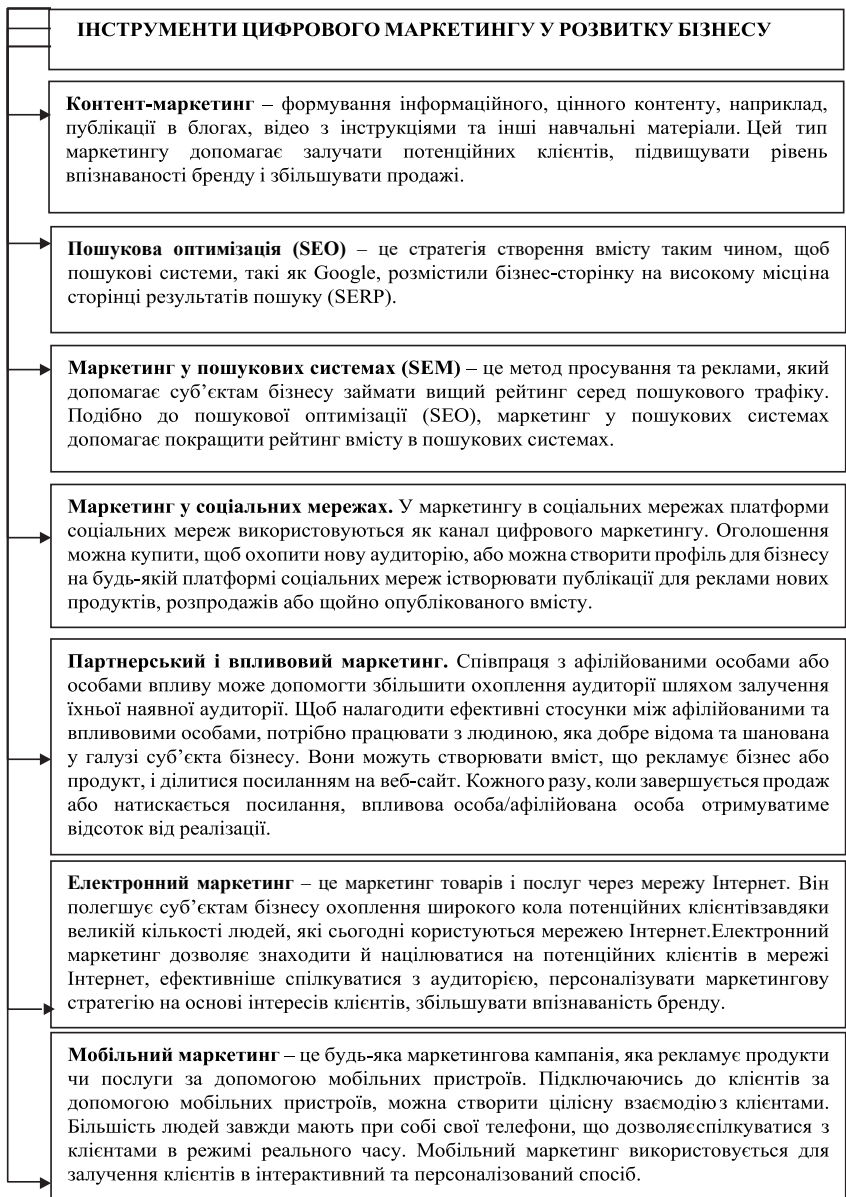 ІНСТРУМЕНТИ ЦИФРОВОГО МАРКЕТИНГУ У РОЗВИТКУ БІЗНЕСУ
Контент-маркетинг – формування інформаційного, цінного контенту, наприклад,
публікації в блогах, відео з інструкціями та інші навчальні матеріали. Цей тип
маркетингу допомагає залучати потенційних клієнтів, підвищувати рівень
впізнаваності бренду і збільшувати продажі.
Пошукова оптимізація (SEO) – це стратегія створення вмісту таким чином, щоб
пошукові системи, такі як Google, розмістили бізнес-сторінку на високому місціна
сторінці результатів пошуку (SERP).
Маркетинг у пошукових системах (SEM) – це метод просування та реклами, який
допомагає суб’єктам бізнесу займати вищий рейтинг серед пошукового трафіку.
Подібно до пошукової оптимізації (SEO), маркетинг у пошукових системах
допомагає покращити рейтинг вмісту в пошукових системах.
Маркетинг у соціальних мережах. У маркетингу в соціальних мережах платформи
соціальних мереж використовуються як канал цифрового маркетингу. Оголошення
можна купити, щоб охопити нову аудиторію, або можна створити профіль для бізнесу
на будь-якій платформі соціальних мереж істворювати публікації для реклами нових
продуктів, розпродажів або щойно опублікованого вмісту.
Партнерський і впливовий маркетинг. Співпраця з афілійованими особами або
особами впливу може допомогти збільшити охоплення аудиторії шляхом залучення
їхньої наявної аудиторії. Щоб налагодити ефективні стосунки між афілійованими та
впливовими особами, потрібно працювати з людиною, яка добре відома та шанована
у галузі суб’єкта бізнесу. Вони можуть створювати вміст, що рекламує бізнес або
продукт, і ділитися посиланням на веб-сайт. Кожного разу, коли завершується продаж
або натискається посилання, впливова особа/афілійована особа отримуватиме
відсоток від реалізації.
Електронний маркетинг – це маркетинг товарів і послуг через мережу Інтернет. Він
полегшує суб’єктам бізнесу охоплення широкого кола потенційних клієнтівзавдяки
великій кількості людей, які сьогодні користуються мережею Інтернет.Електронний
маркетинг дозволяє знаходити й націлюватися на потенційних клієнтів в мережі
Інтернет, ефективніше спілкуватися з аудиторією, персоналізувати маркетингову
стратегію на основі інтересів клієнтів, збільшувати впізнаваність бренду.
Мобільний маркетинг – це будь-яка маркетингова кампанія, яка рекламує продукти
чи послуги за допомогою мобільних пристроїв. Підключаючись до клієнтів за
допомогою мобільних пристроїв, можна створити цілісну взаємодію з клієнтами.
Більшість людей завжди мають при собі свої телефони, що дозволяєспілкуватися з
клієнтами в режимі реального часу. Мобільний маркетинг використовується для
залучення клієнтів в інтерактивний та персоналізований спосіб.